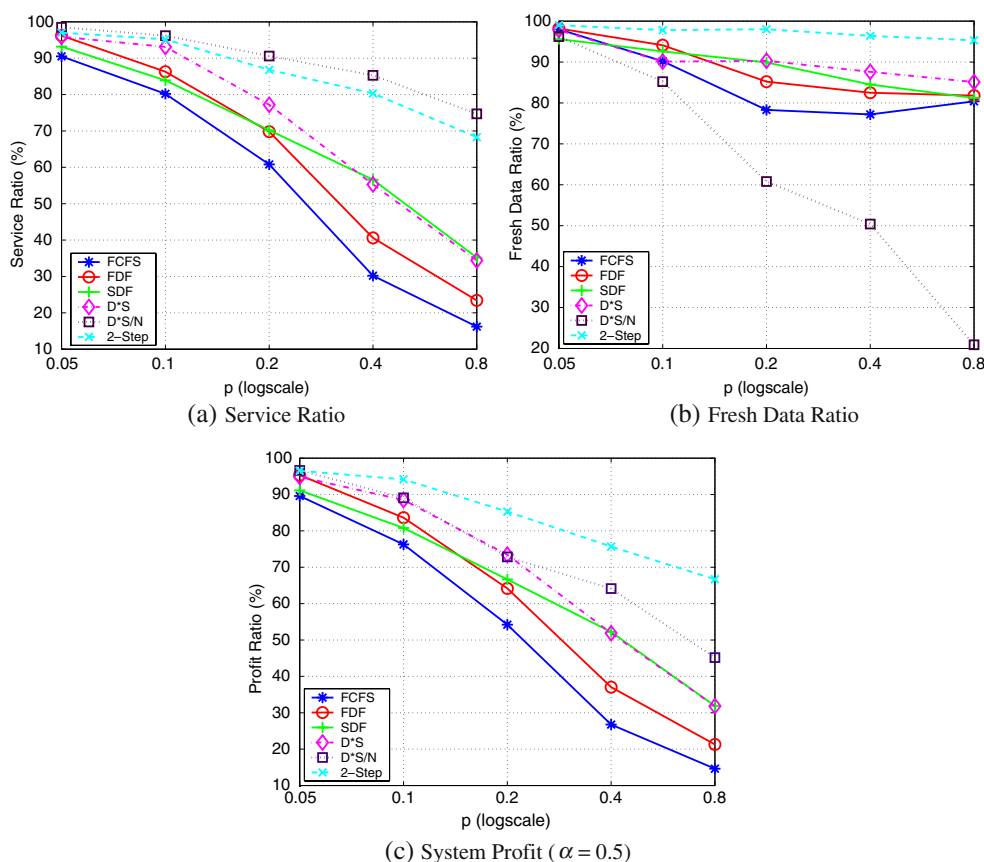 100
90
80
70
60
50
40
30
20
10
Service Ratio (%)
FCFS
FDF
SDF
D*S
D*S/N
2−Step
0.05 0.1 0.2 0.4 0.8
p (logscale)
(a) Service Ratio
100
90
80
70
60
50
40
30
20
Fresh Data Ratio (%)
FCFS
FDF
SDF
D*S
D*S/N
2−Step
0.05 0.1 0.2 0.4 0.8
p (logscale)
(b) Fresh Data Ratio
100
90
80
70
60
50
40
30
20
10
Profit Ratio (%)
FCFS
FDF
SDF
D*S
D*S/N
2−Step
0.05 0.1 0.2 0.4 0.8
p (logscale)
(c) System Profit (α = 0.5)